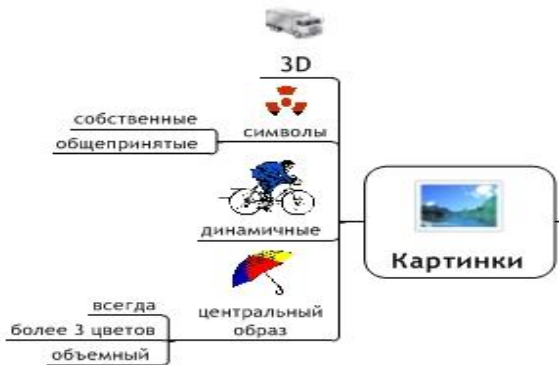 3D
символы
собственные
общепринятые
динамичные
центральный
образ
всегда
более 3 цветов
объемный
Картинки